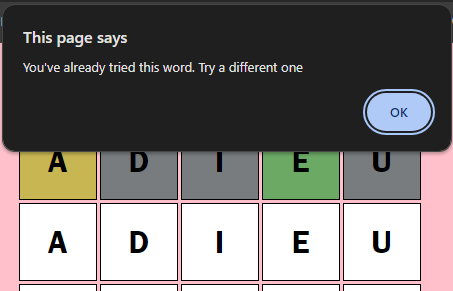 This page says
You've already tried this word. Try a different one
OK
A D I E U
A D I E U